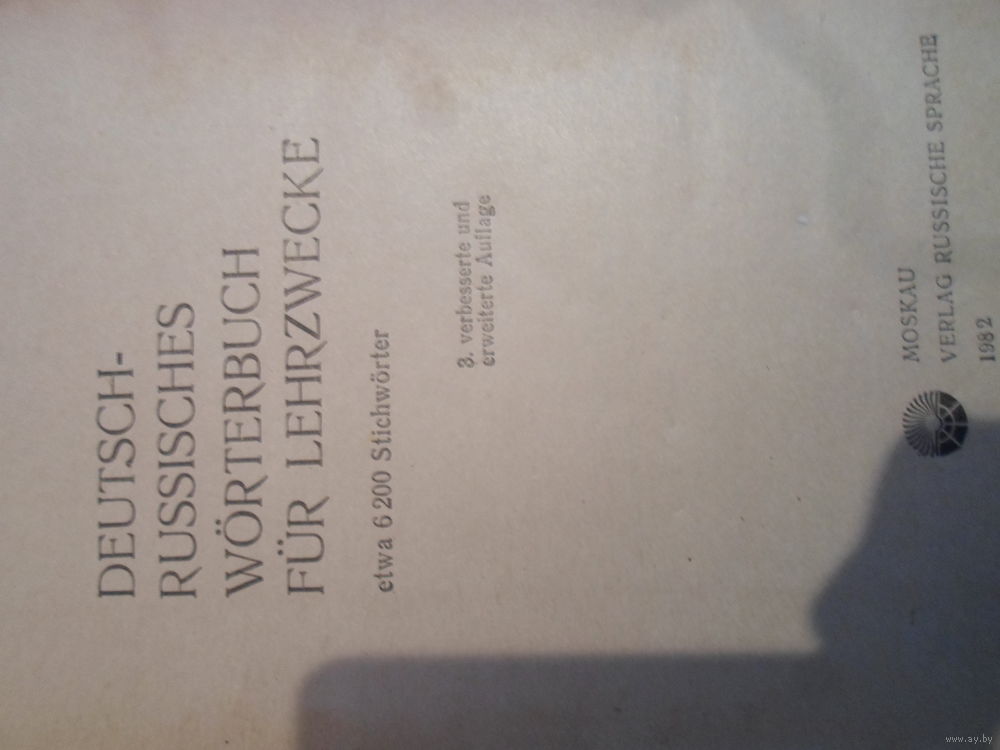 DEUTSCH-
RUSSISCHES
WÖRTERBUCH
FÜR LEHRZWECKE
etwa 6 200 Stichwörter
3. verbesserte und
erweiterte Auflage
MOSKAU
VERLAG RUSSISCHE SPRACHE
1982
www.ay.by